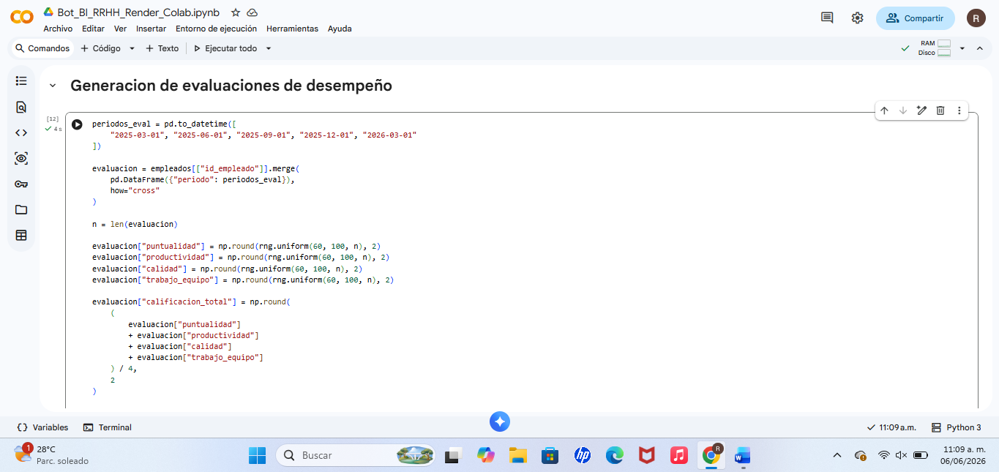 Bot_BI_RRHH_Render_Colab.ipynb
Archivo Editar Ver Insertar Entorno de ejecución Herramientas Ayuda
Compartir
R
Comandos + Código + Texto Ejecutar todo
RAM
Disco
Generacion de evaluaciones de desempeño
[12]
4 s
periodos_eval = pd.to_datetime([
    "2025-03-01", "2025-06-01", "2025-09-01", "2025-12-01", "2026-03-01"
])
evaluacion = empleados[["id_empleado"]].merge(
    pd.DataFrame({"periodo": periodos_eval}),
    how="cross"
)
n = len(evaluacion)
evaluacion["puntualidad"] = np.round(rng.uniform(60, 100, n), 2)
evaluacion["productividad"] = np.round(rng.uniform(60, 100, n), 2)
evaluacion["calidad"] = np.round(rng.uniform(60, 100, n), 2)
evaluacion["trabajo_equipo"] = np.round(rng.uniform(60, 100, n), 2)
evaluacion["calificacion_total"] = np.round(
    (
        evaluacion["puntualidad"]
        + evaluacion["productividad"]
        + evaluacion["calidad"]
        + evaluacion["trabajo_equipo"]
    ) / 4,
    2
)
Variables Terminal
11:09 a.m. Python 3
1
28°C
Parc. soleado
Buscar
hp
R
W
11:09 a. m.
06/06/2026